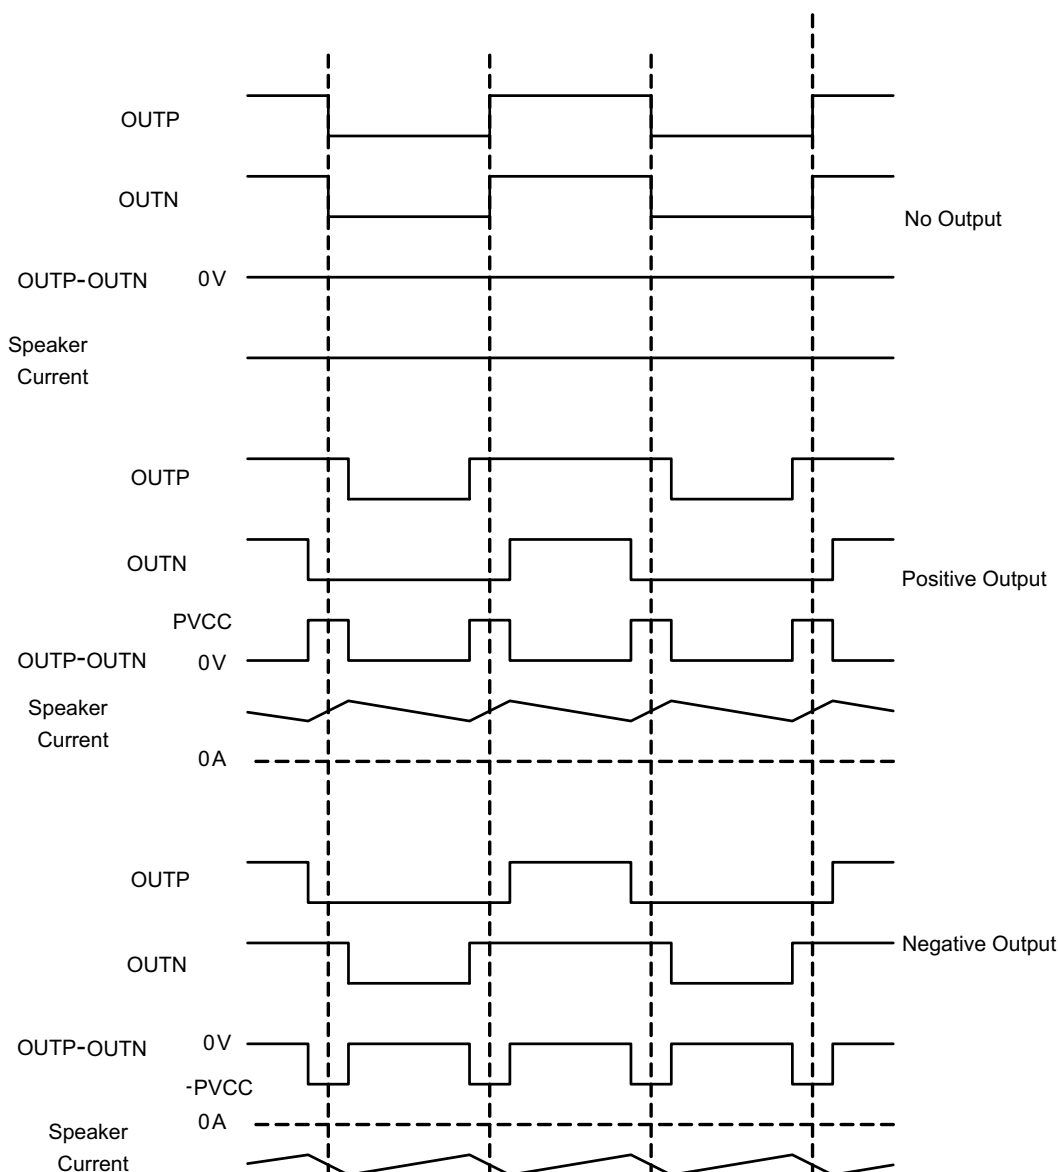 OUTP
OUTN
No Output
OUTP-OUTN 0V
Speaker
Current
OUTP
OUTN
Positive Output
PVCC
OUTP-OUTN 0V
Speaker
Current
0A
OUTP
OUTN
Negative Output
OUTP-OUTN 0V
-PVCC
0A
Speaker
Current